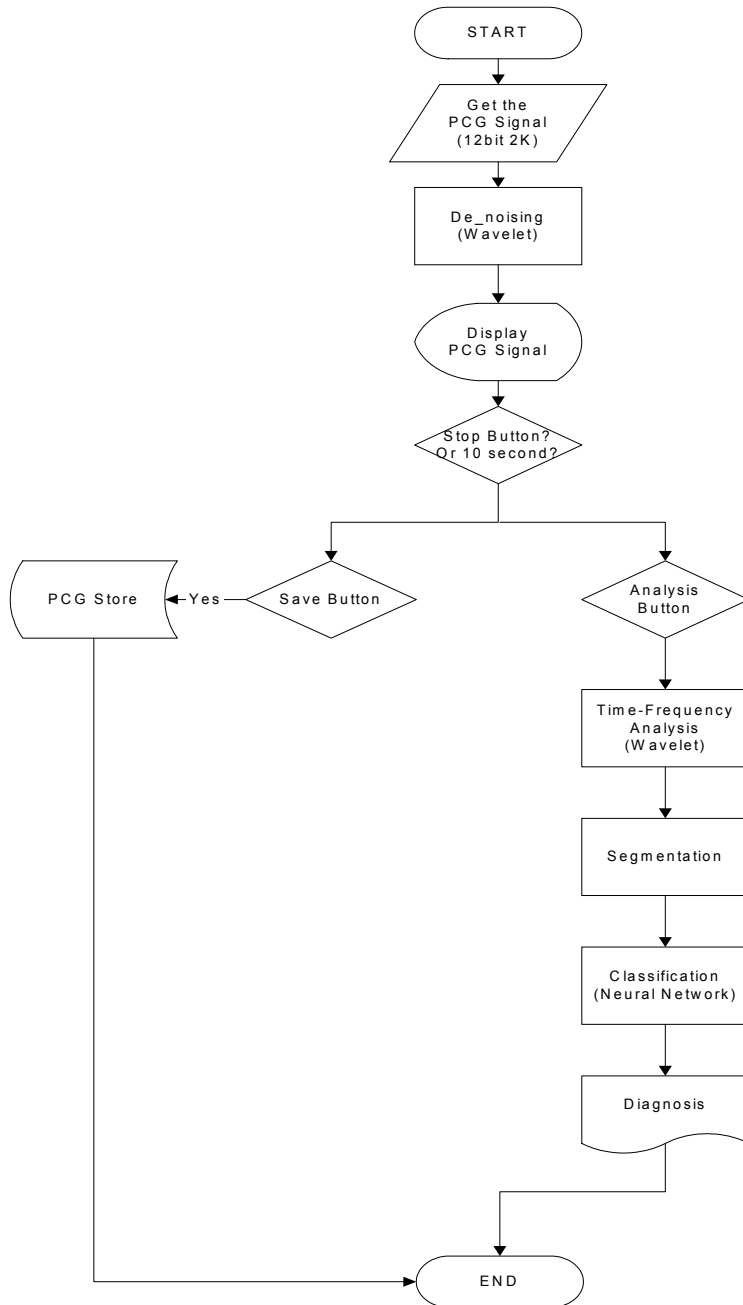 START
Get the
PCG Signal
(12bit 2K)
De_noising
(Wavelet)
Display
PCG Signal
Stop Button?
Or 10 second?
PCG Store
Yes
Save Button
Analysis
Button
Time-Frequency
Analysis
(Wavelet)
Segmentation
Classification
(Neural Network)
Diagnosis
END